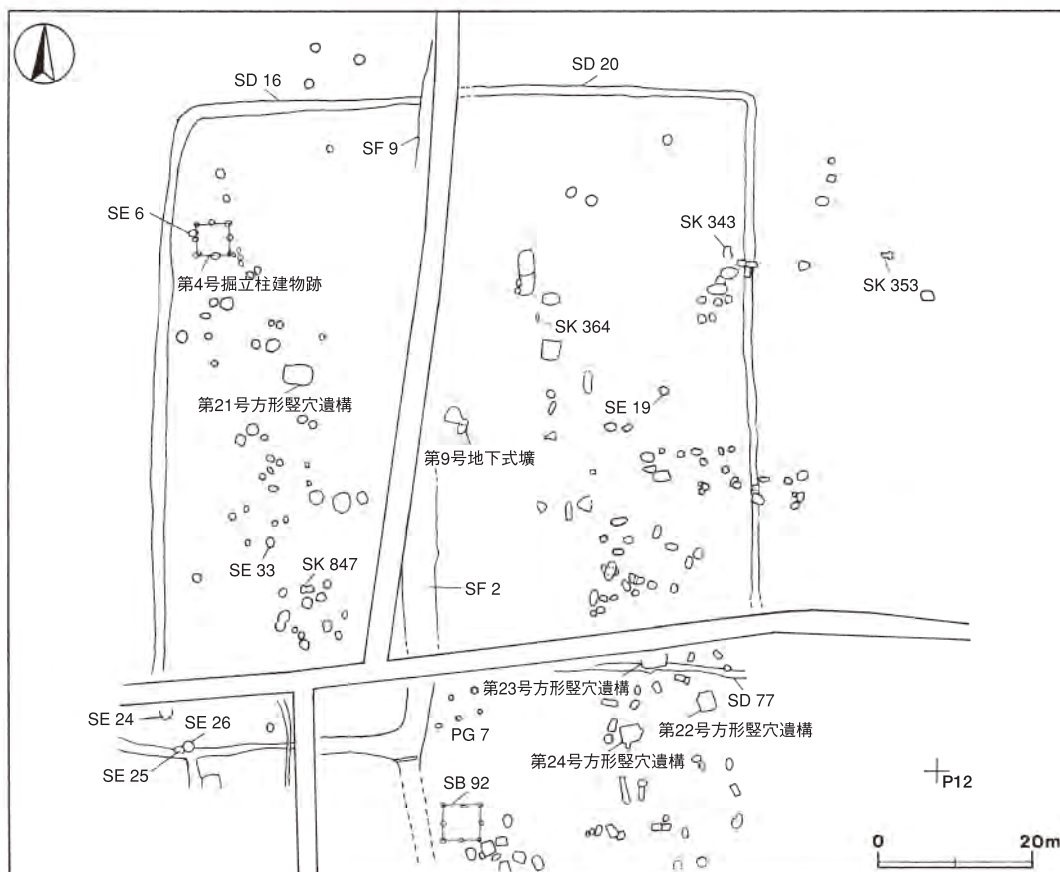 SD 20
SD 16
SF 9
SE 6
SK 343
第4号掘立柱建物跡
SK 353
SK 364
第21号方形竪穴遺構
SE 19
第9号地下式壙
SE 33
SK 847
SF 2
第23号方形竪穴遺構
SD 77
SE 24
SE 26
PG 7
第22号方形竪穴遺構
第24号方形竪穴遺構
SE 25
SB 92
P12
0 20m